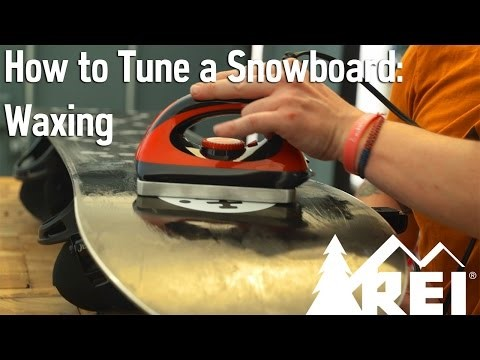 How to Tune a Snowboard:
Waxing
REI®